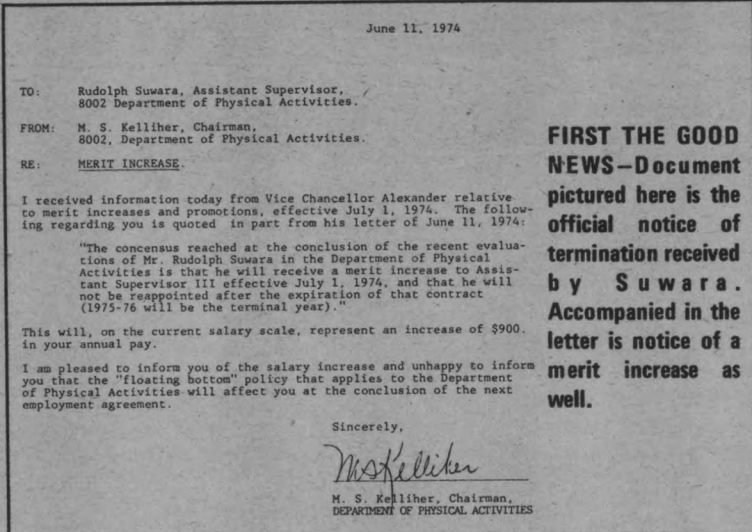 June 11, 1974
TO: Rudolph Suwara, Assistant Supervisor,
8002 Department of Physical Activities.
FROM: M. S. Kelliher, Chairman,
8002, Department of Physical Activities.
RE: MERIT INCREASE.
I received information today from Vice Chancellor Alexander relative
to merit increases and promotions, effective July 1, 1974. The follow-
ing regarding you is quoted in part from his letter of June 11, 1974:
"The concensus reached at the conclusion of the recent evalua-
tions of Mr. Rudolph Suwara in the Department of Physical
Activities is that he will receive a merit increase to Assis-
tant Supervisor III effective July 1, 1974, and that he will
not be reappointed after the expiration of that contract
(1975-76 will be the terminal year)."
This will, on the current salary scale, represent an increase of $900.
in your annual pay.
I am pleased to inform you of the salary increase and unhappy to inform
you that the "floating bottom" policy that applies to the Department
of Physical Activities will affect you at the conclusion of the next
employment agreement.
Sincerely,
MSKelliher
M. S. Kelliher, Chairman,
DEPARTMENT OF PHYSICAL ACTIVITIES
FIRST THE GOOD
NEWS—Document
pictured here is the
official notice of
termination received
by Suwara.
Accompanied in the
letter is notice of a
merit increase as
well.